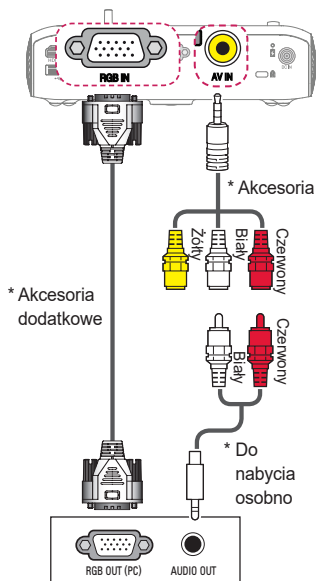 RGB IN
AV IN
* Akcesoria
Żółty
Biały
Czerwony
* Akcesoria
dodatkowe
Biały
Czerwony
* Do
nabycia
osobno
RGB OUT (PC)
AUDIO OUT